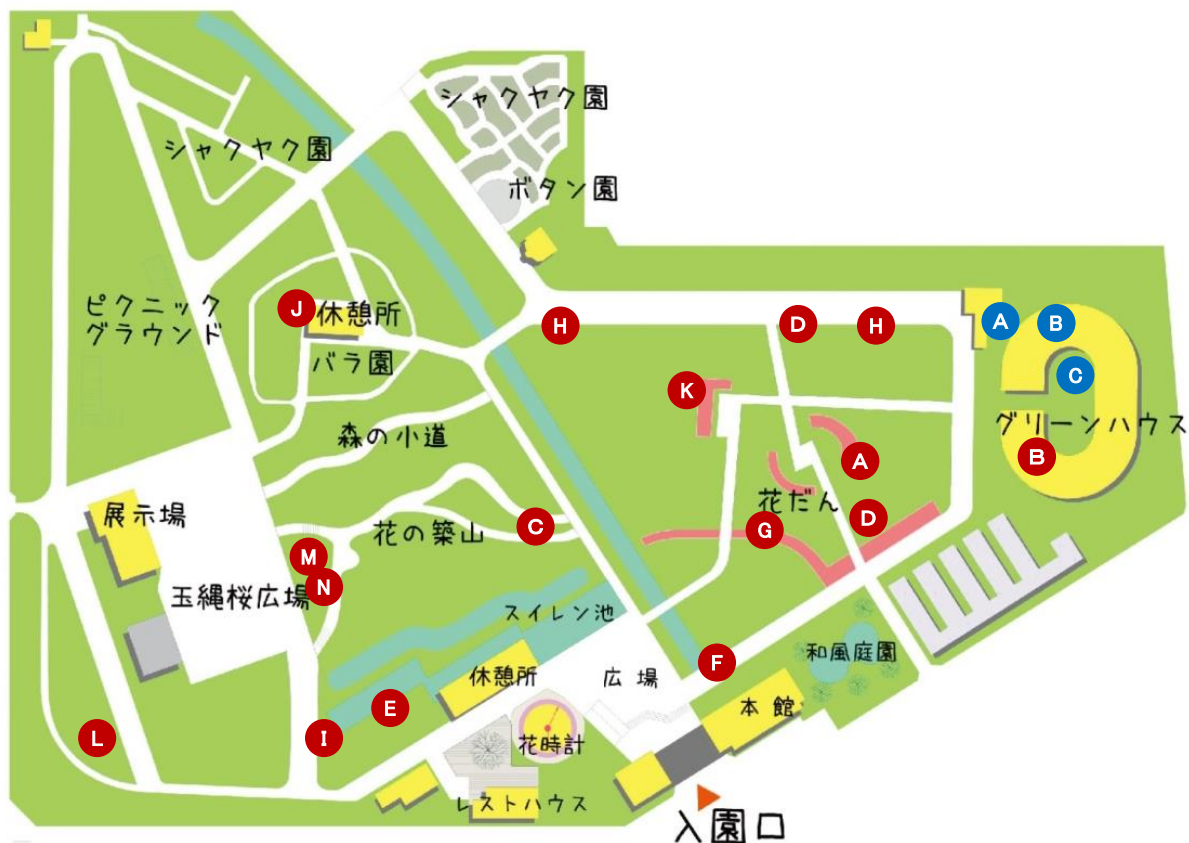 シャクヤク園
シャクヤク園
ボタン園
ピクニック
グラウンド
J
休憩所
バラ園
H
D
H
A
B
C
K
グリーンハウス
B
森の小道
A
花だん
D
G
展示場
花の築山
C
M
N
玉縄桜広場
スイレン池
和風庭園
F
休憩所
広場
本館
E
I
L
花時計
レストハウス
入園口